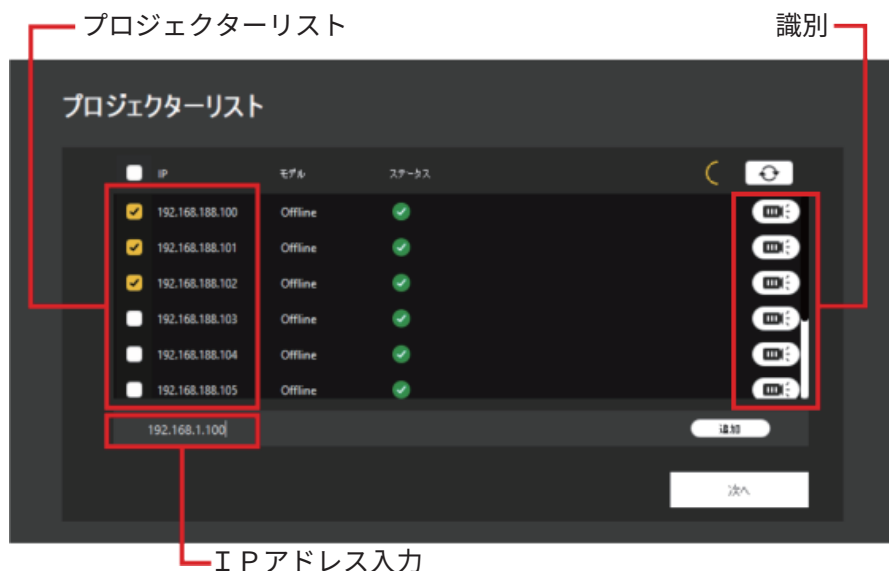 プロジェクターリスト 識別
プロジェクターリスト
IP モデル ステータス
192.168.188.100 Offline
192.168.188.101 Offline
192.168.188.102 Offline
192.168.188.103 Offline
192.168.188.104 Offline
192.168.188.105 Offline
192.168.1.100 追加
次へ
ＩＰアドレス入力